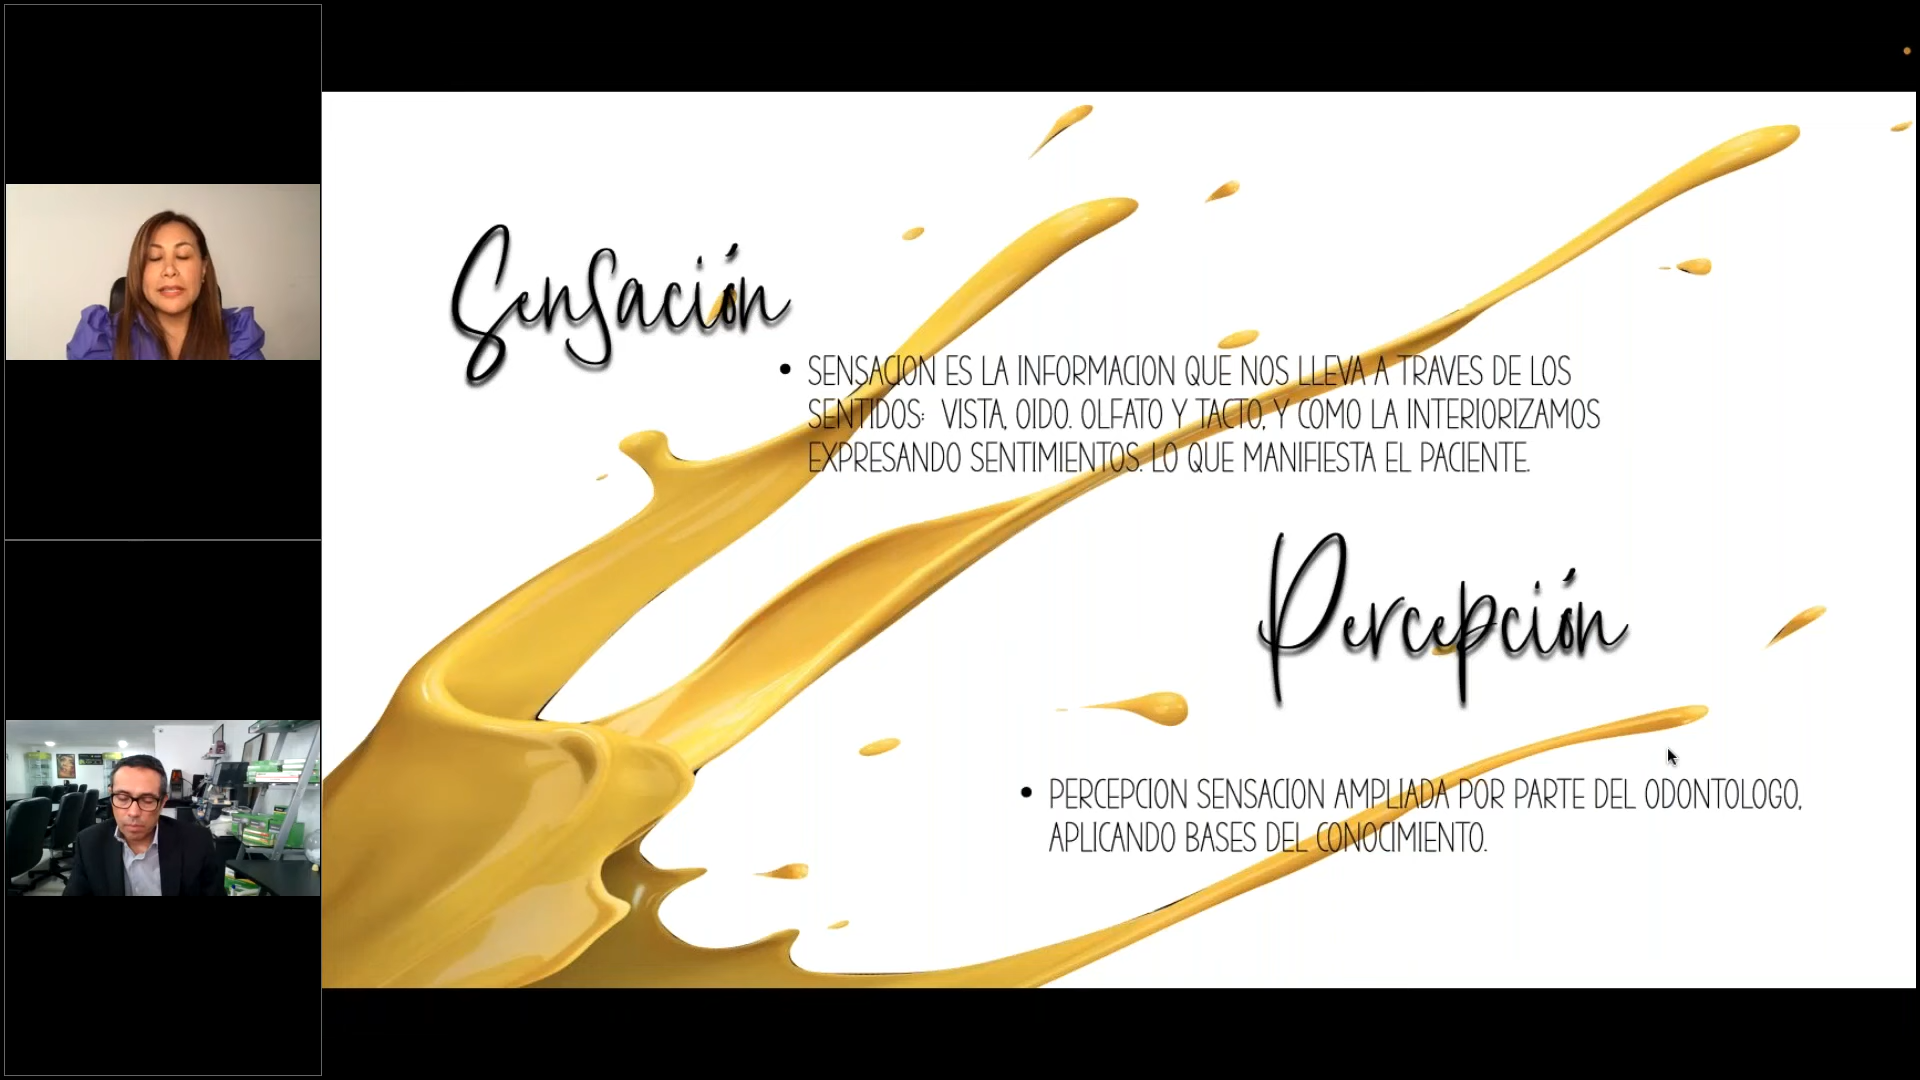 Sensación
• SENSACION ES LA INFORMACION QUE NOS LLEVA A TRAVES DE LOS
SENTIDOS: VISTA, OIDO. OLFATO Y TACTO, Y COMO LA INTERIORIZAMOS
EXPRESANDO SENTIMIENTOS. LO QUE MANIFIESTA EL PACIENTE.
Percepción
• PERCEPCION SENSACION AMPLIADA POR PARTE DEL ODONTOLOGO,
APLICANDO BASES DEL CONOCIMIENTO.